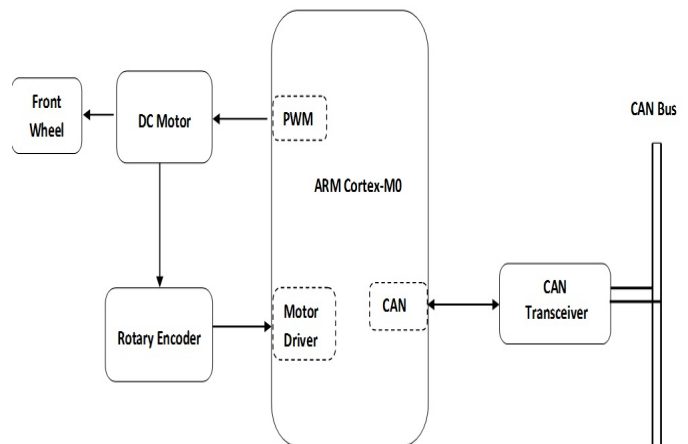 Front
Wheel
DC Motor
PWM
CAN Bus
ARM Cortex-M0
Rotary Encoder
Motor
Driver
CAN
CAN
Transceiver